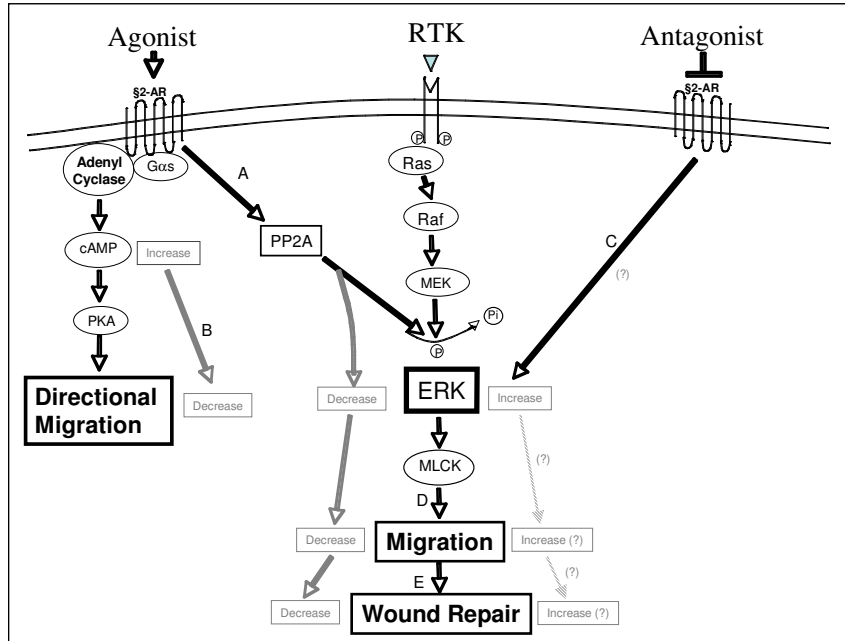 Agonist
RTK
Antagonist
§2-AR
§2-AR
P
P
Adenyl
Cyclase
Gαs
Ras
A
Raf
PP2A
cAMP
Increase
C
(?)
MEK
B
PKA
Pi
P
Directional
Migration
Decrease
Decrease
ERK
Increase
MLCK
(?)
D
Decrease
Migration
Increase (?)
E
(?)
Decrease
Wound Repair
Increase (?)